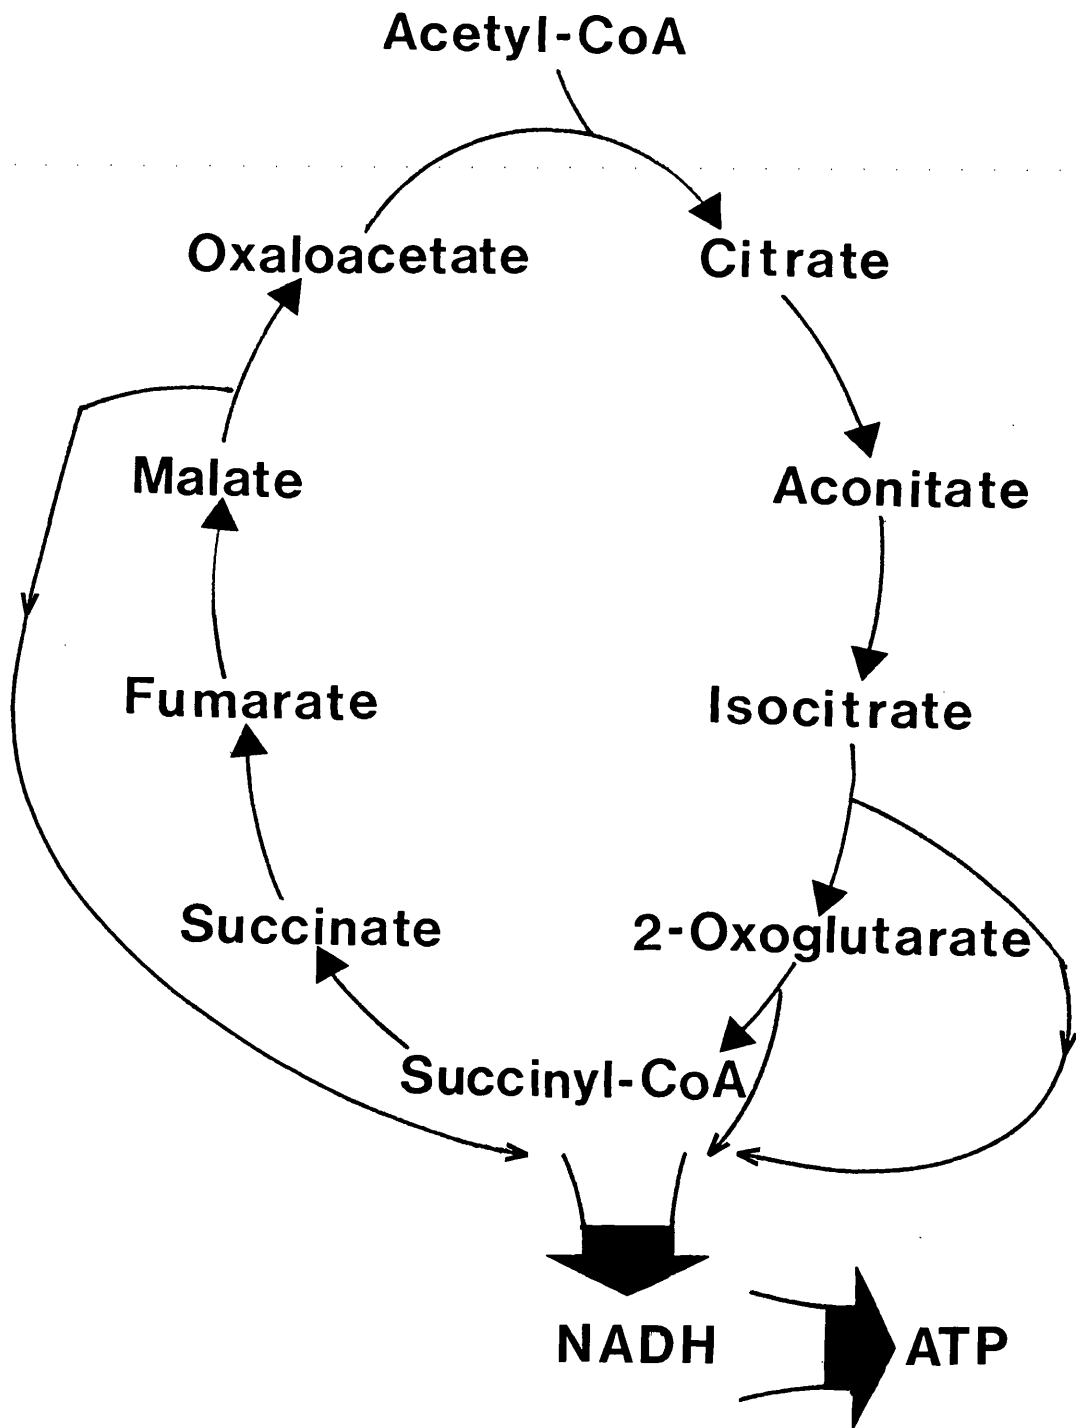 Acetyl-CoA
Oxaloacetate
Citrate
Malate
Aconitate
Fumarate
Isocitrate
Succinate
2-Oxoglutarate
Succinyl-CoA
NADH
ATP